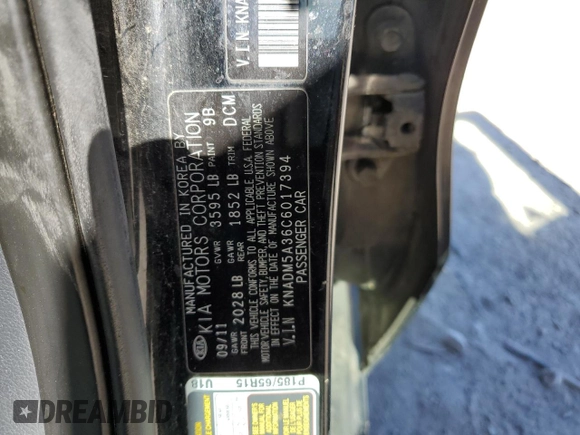 V.I.N KNA
MANUFACTURED IN KOREA BY
KIA MOTORS CORPORATION
09/11 GVWR 3595 LB PAINT 9B
GAWR FRONT 2028 LB GAWR REAR 1852 LB TRIM DCM
THIS VEHICLE CONFORMS TO ALL APPLICABLE U.S.A. FEDERAL
MOTOR VEHICLE SAFETY, BUMPER, AND THEFT PREVENTION STANDARDS
IN EFFECT ON THE DATE OF MANUFACTURE SHOWN ABOVE
V.I.N KNADM5A36C6017394
PASSENGER CAR
P185/65R15
U18
DREAMBID